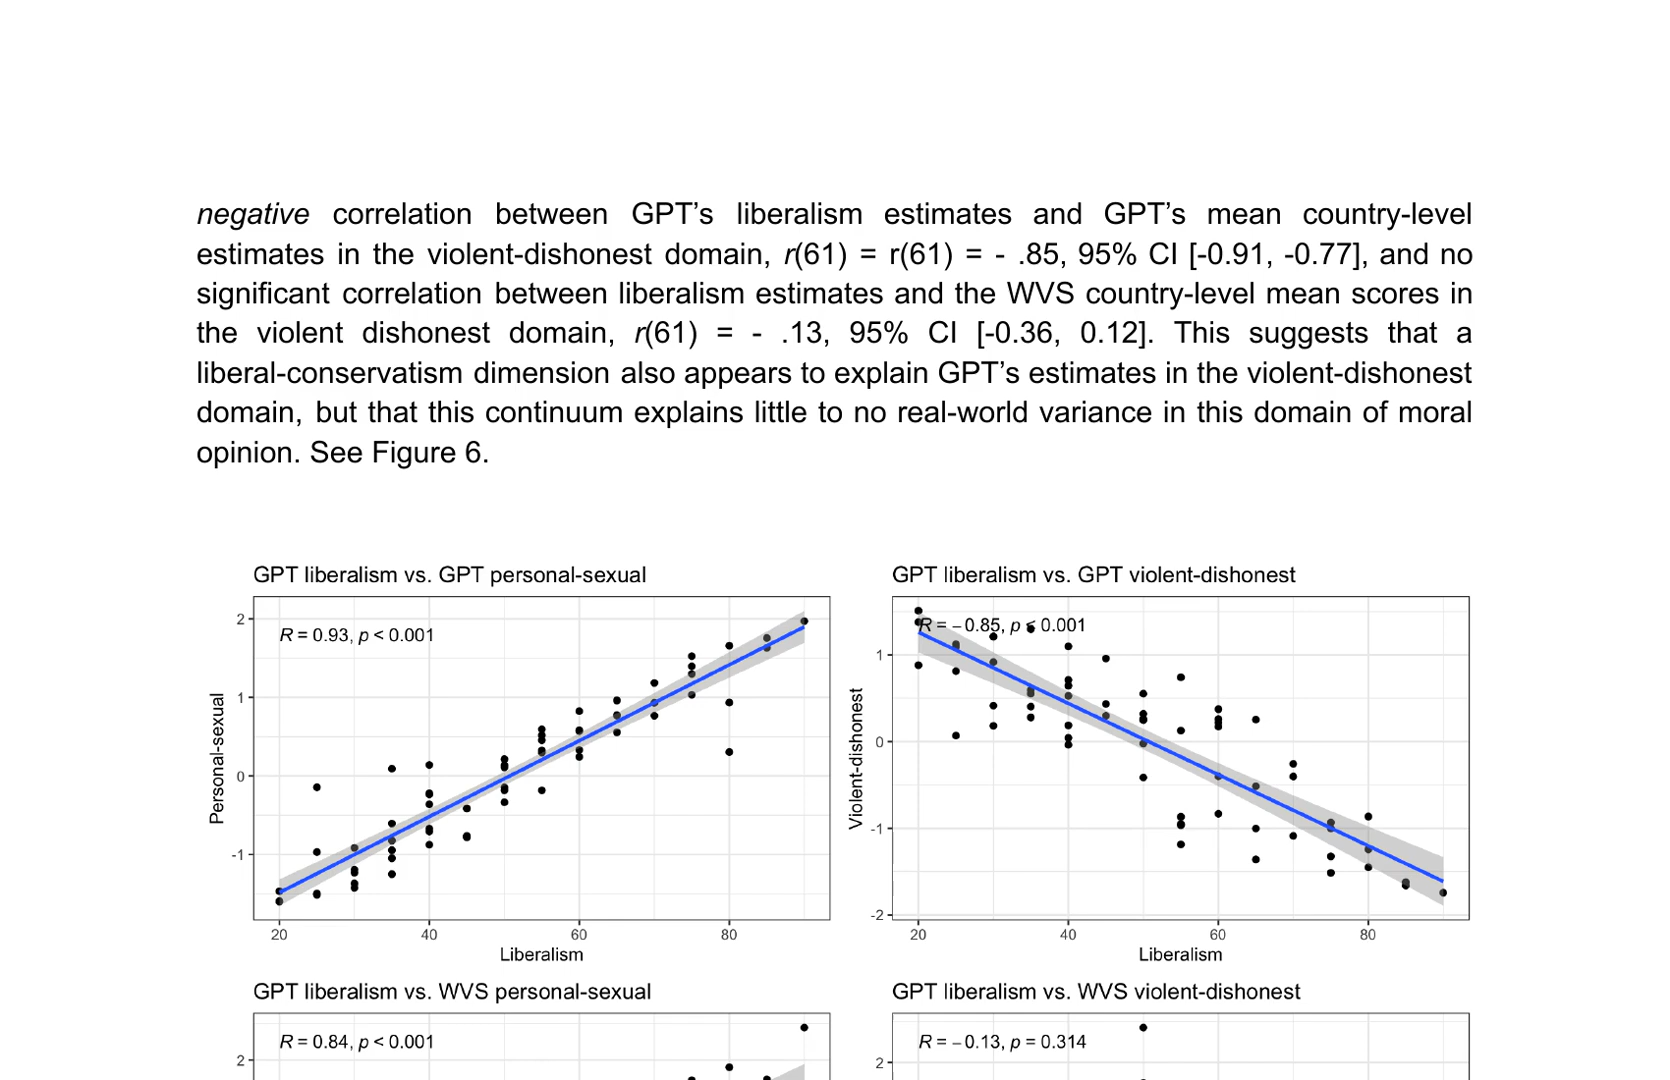 negative correlation between GPT’s liberalism estimates and GPT’s mean country-level
estimates in the violent-dishonest domain, r(61) = r(61) = - .85, 95% CI [-0.91, -0.77], and no
significant correlation between liberalism estimates and the WVS country-level mean scores in
the violent dishonest domain, r(61) = - .13, 95% CI [-0.36, 0.12]. This suggests that a
liberal-conservatism dimension also appears to explain GPT’s estimates in the violent-dishonest
domain, but that this continuum explains little to no real-world variance in this domain of moral
opinion. See Figure 6.
GPT liberalism vs. GPT personal-sexual
R = 0.93, p < 0.001
2
1
0
-1
Personal-sexual
20 40 60 80
Liberalism
GPT liberalism vs. GPT violent-dishonest
R = −0.85, p < 0.001
1
0
-1
-2
Violent-dishonest
20 40 60 80
Liberalism
GPT liberalism vs. WVS personal-sexual
R = 0.84, p < 0.001
2
GPT liberalism vs. WVS violent-dishonest
R = −0.13, p = 0.314
2